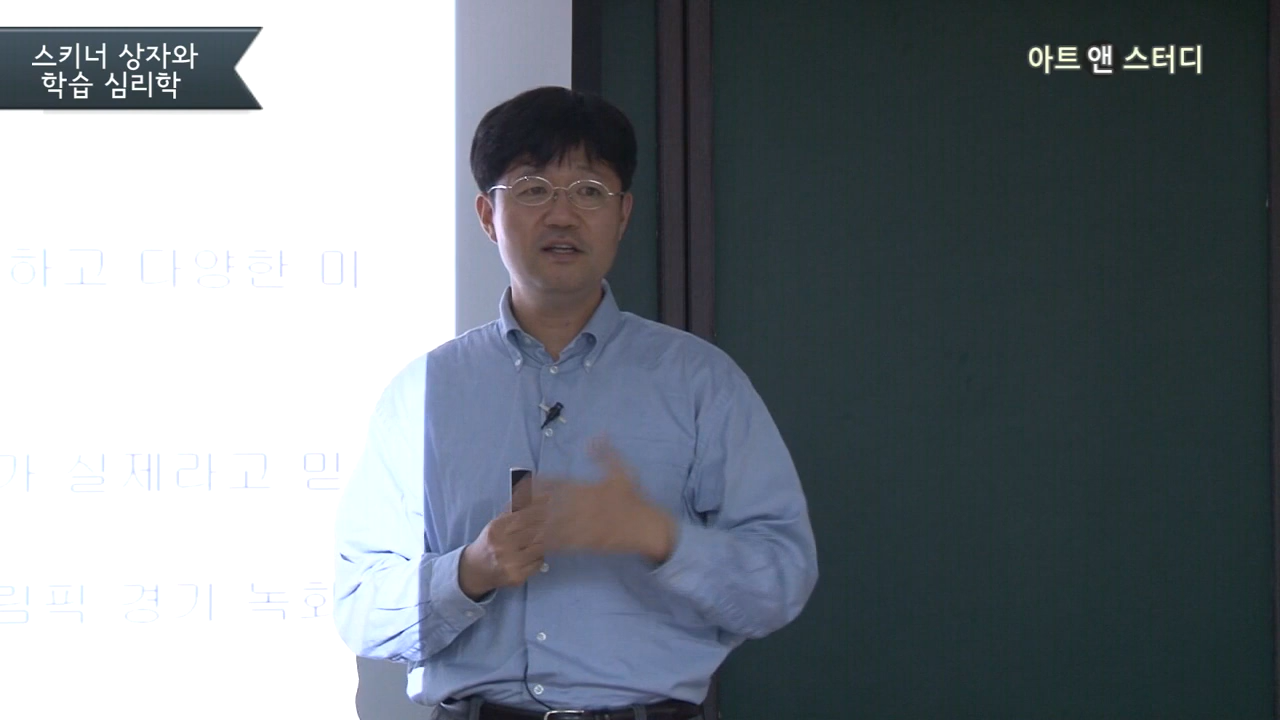 스키너 상자와
학습 심리학
아트 앤 스터디
하고 다양한 미
가 실제라고 믿
림픽 경기 녹화